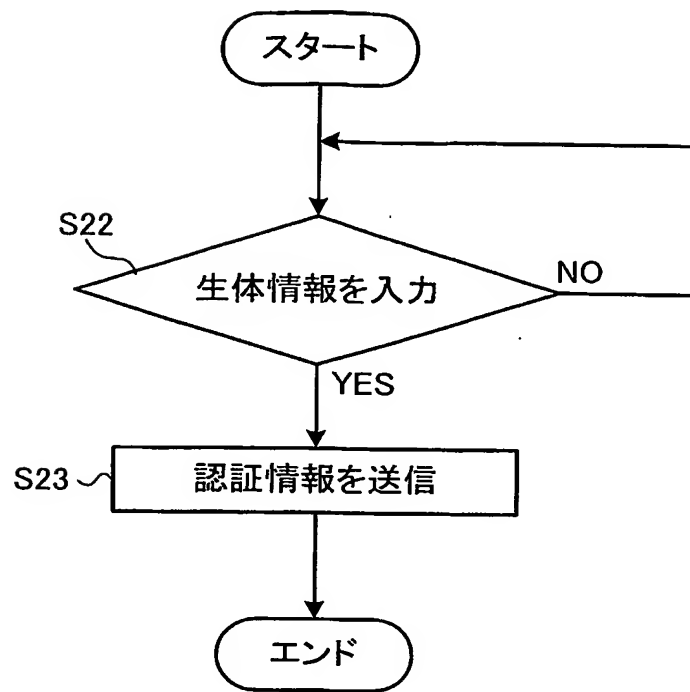 スタート
S22
生体情報を入力
NO
YES
S23
認証情報を送信
エンド